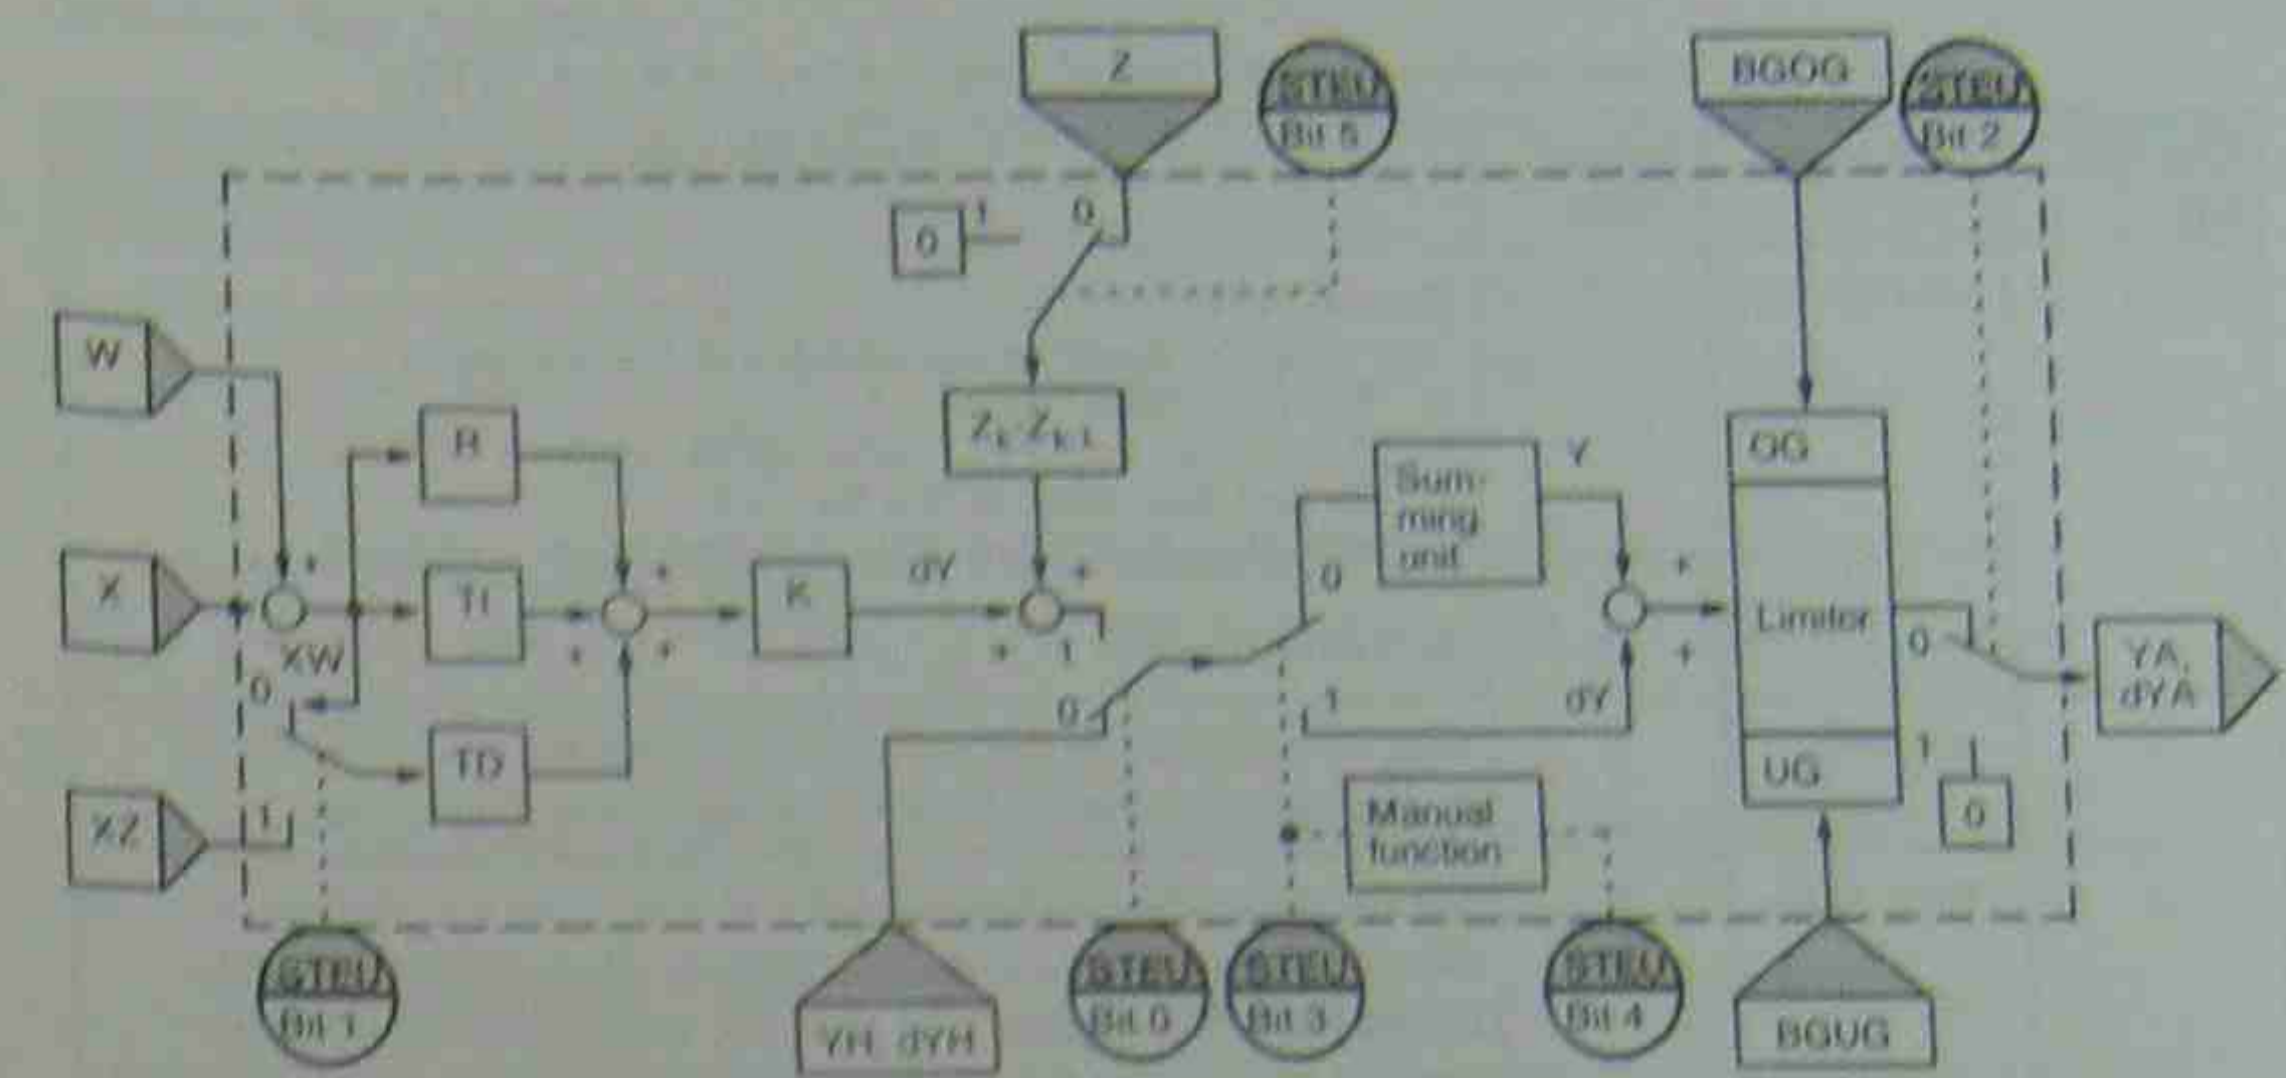 Z
STEU
Bit 5
BGOG
STEU
Bit 2
1
0
0
W
R
Zk-Zk-1
Y
OG
Sum-
ming
unit
X
+
TI
+
K
dY
+
0
+
Limiter
XW
+
+
+
1
+
0
YA,
dYA
0
0
1
dY
TD
1
UG
XZ
1
Manual
function
0
STEU
Bit 1
YH, dYH
STEU
Bit 0
STEU
Bit 3
STEU
Bit 4
BGUG